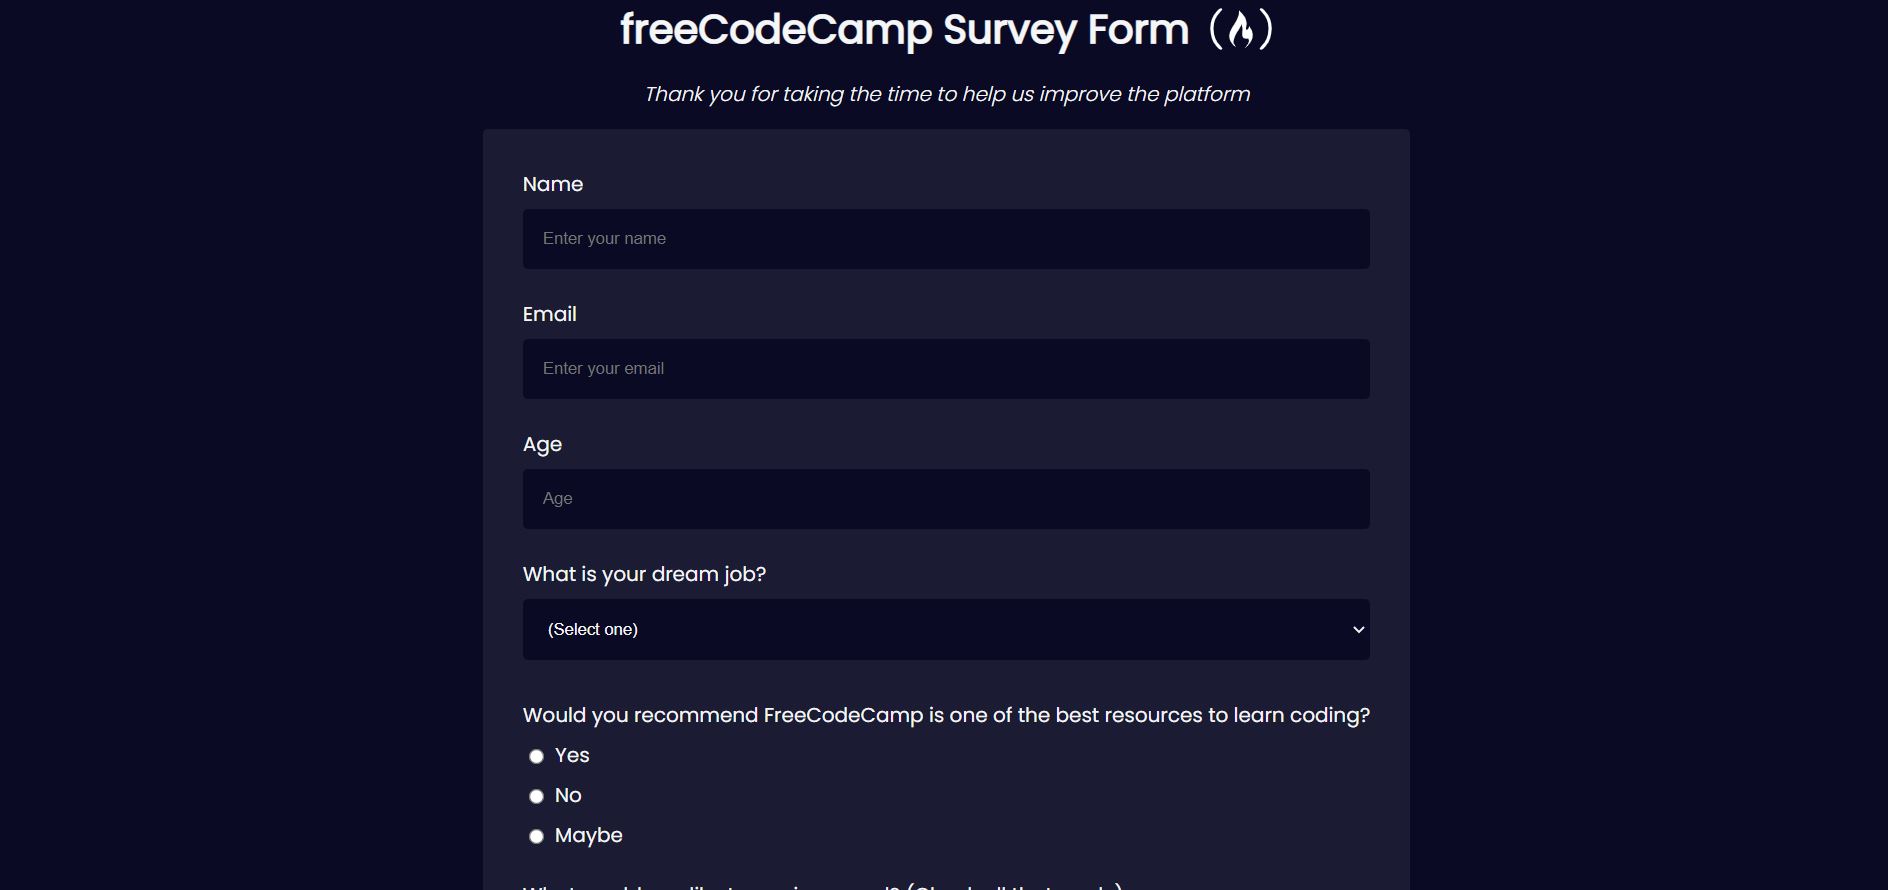 freeCodeCamp Survey Form
Thank you for taking the time to help us improve the platform
Name
Enter your name
Email
Enter your email
Age
Age
What is your dream job?
(Select one)
Would you recommend FreeCodeCamp is one of the best resources to learn coding?
Yes
No
Maybe